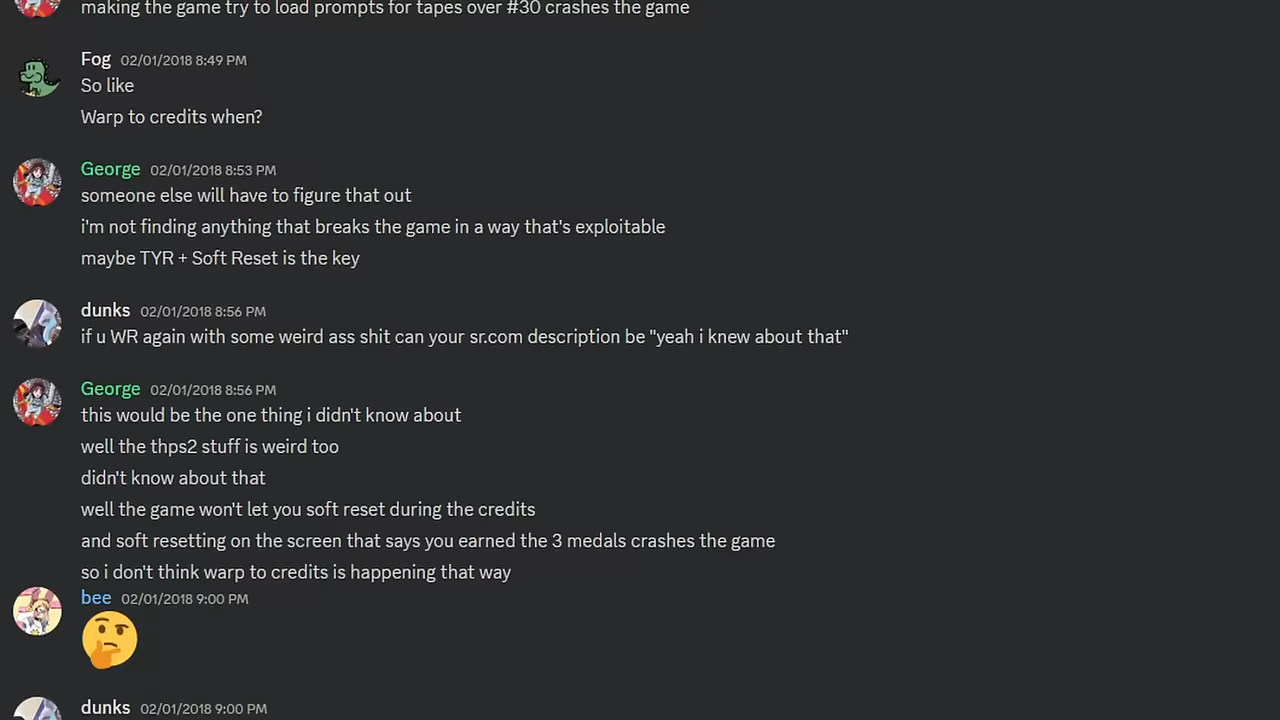 making the game try to load prompts for tapes over #30 crashes the game
Fog 02/01/2018 8:49 PM
So like
Warp to credits when?
George 02/01/2018 8:53 PM
someone else will have to figure that out
i'm not finding anything that breaks the game in a way that's exploitable
maybe TYR + Soft Reset is the key
dunks 02/01/2018 8:56 PM
if u WR again with some weird ass shit can your sr.com description be "yeah i knew about that"
George 02/01/2018 8:56 PM
this would be the one thing i didn't know about
well the thps2 stuff is weird too
didn't know about that
well the game won't let you soft reset during the credits
and soft resetting on the screen that says you earned the 3 medals crashes the game
so i don't think warp to credits is happening that way
bee 02/01/2018 9:00 PM
dunks 02/01/2018 9:00 PM